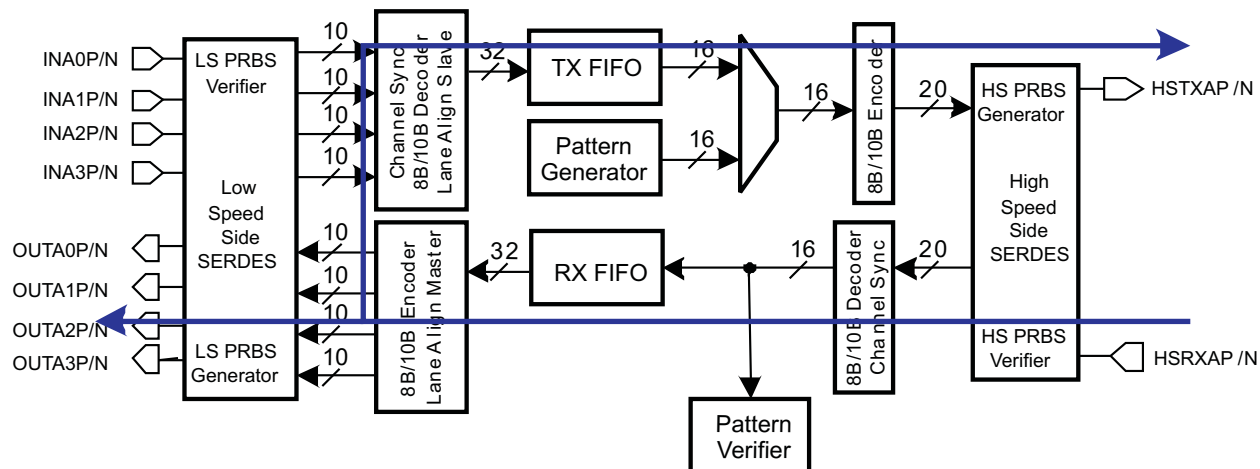 INA0P/N
INA1P/N
INA2P/N
INA3P/N
OUTA0P/N
OUTA1P/N
OUTA2P/N
OUTA3P/N
LS PRBS
Verifier
Low
Speed
Side
SERDES
LS PRBS
Generator
10
10
10
10
10
10
10
10
Channel Sync
8B/10B Decoder
Lane Align Slave
32
TX FIFO
16
Pattern
Generator
16
16
8B/10B Encoder
20
HS PRBS
Generator
High
Speed
Side
SERDES
HS PRBS
Verifier
HSTXAP /N
HSRXAP /N
8B/10B Encoder
Lane Align Master
32
RX FIFO
16
8B/10B Decoder
Channel Sync
20
Pattern
Verifier